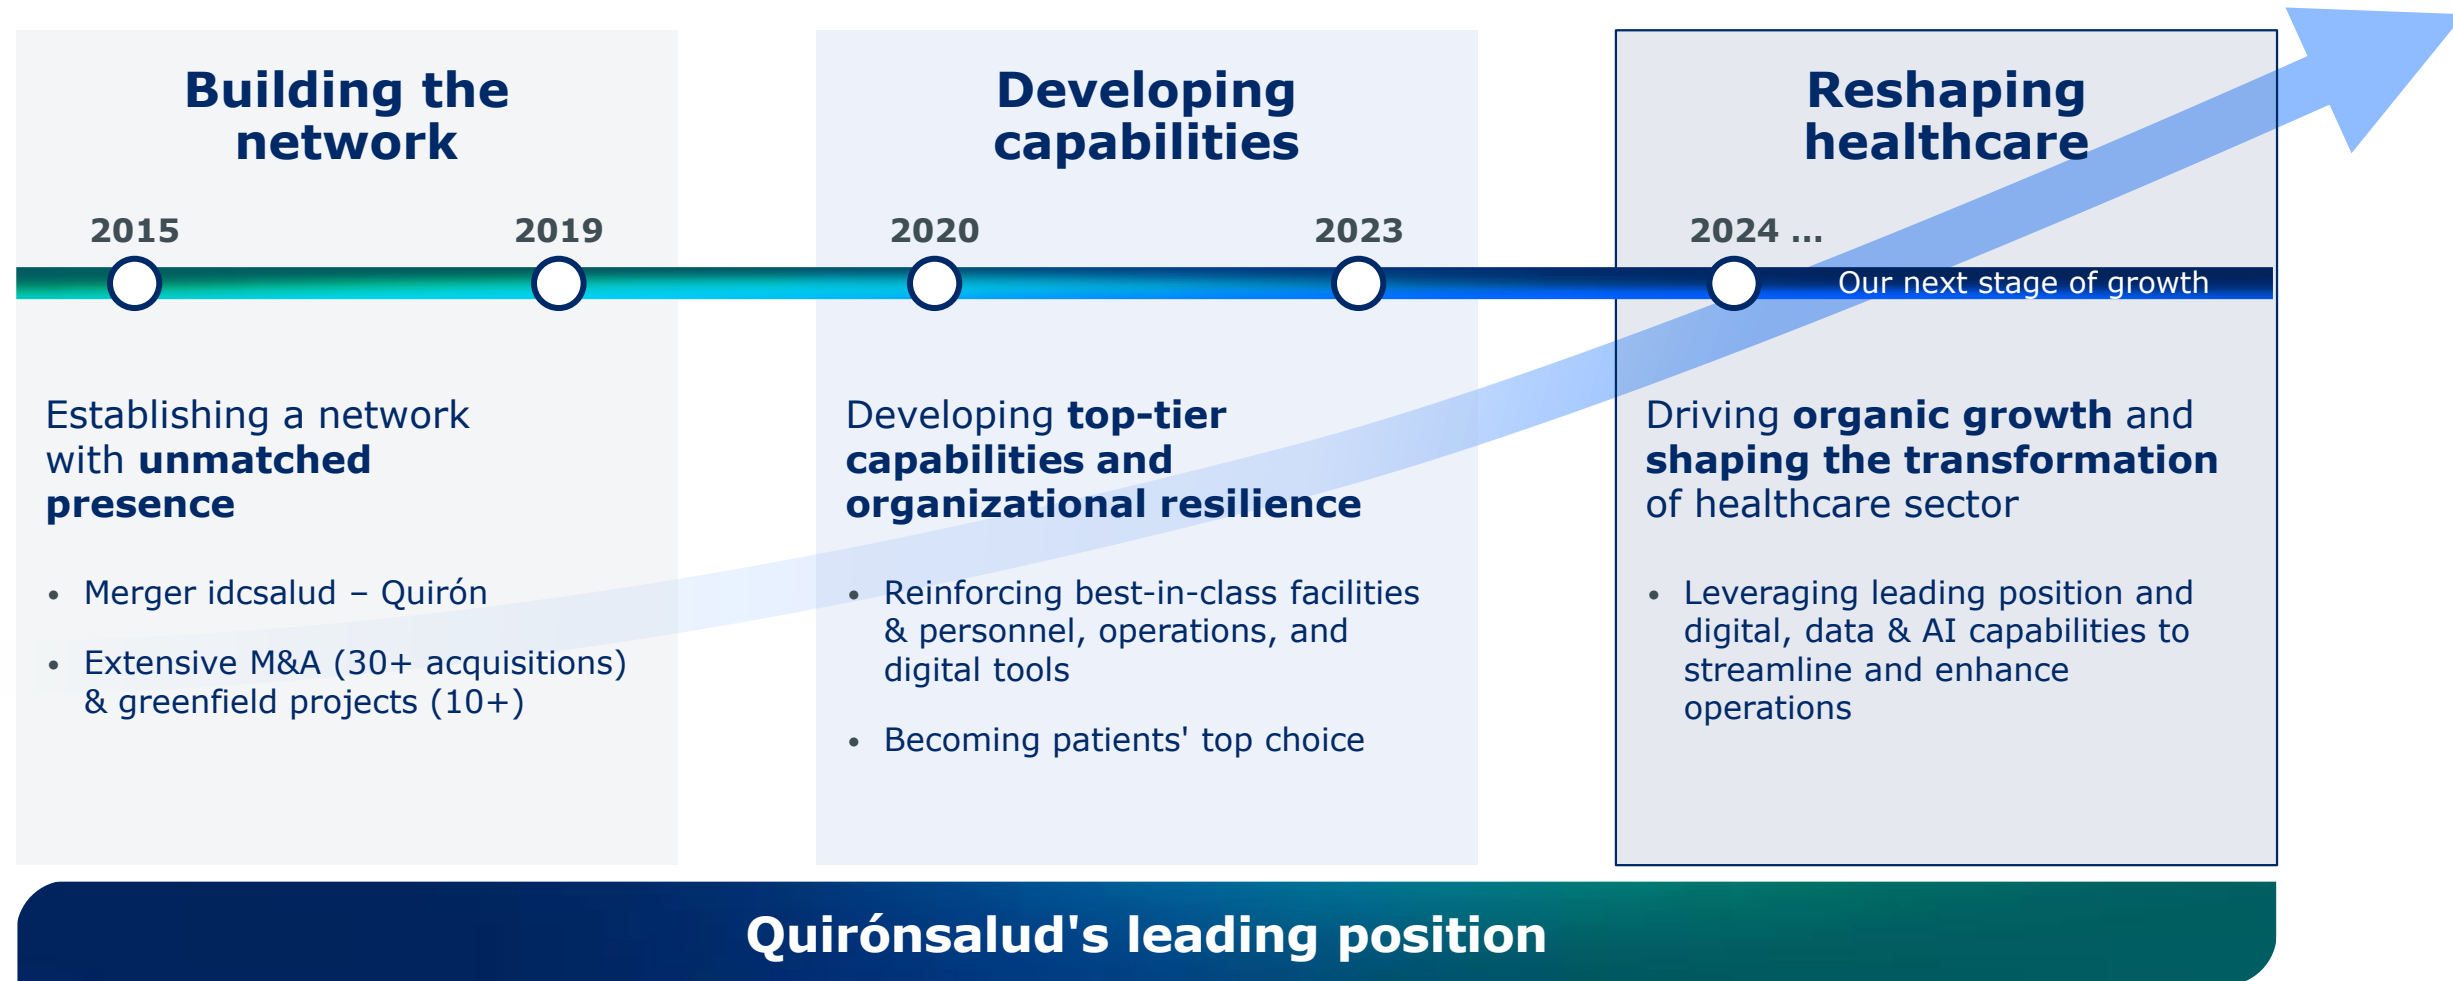 Building the
network
2015
2019
Establishing a network
with unmatched
presence
• Merger idcsalud – Quirón
• Extensive M&A (30+ acquisitions)
& greenfield projects (10+)
Developing
capabilities
2020
2023
Developing top-tier
capabilities and
organizational resilience
• Reinforcing best-in-class facilities
& personnel, operations, and
digital tools
• Becoming patients' top choice
Reshaping
healthcare
2024 ...
Our next stage of growth
Driving organic growth and
shaping the transformation
of healthcare sector
• Leveraging leading position and
digital, data & AI capabilities to
streamline and enhance
operations
Quirónsalud's leading position